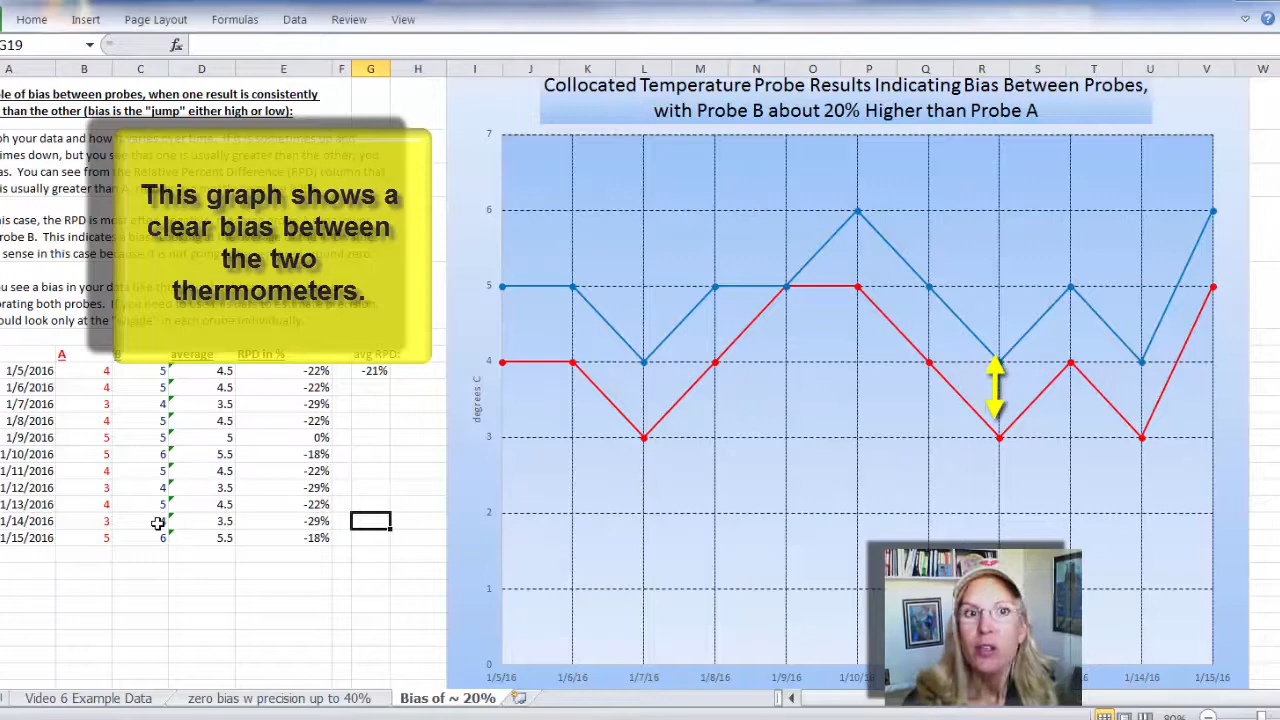 Home Insert Page Layout Formulas Data Review View
G19 fx
A B C D E F G H I J K L M N O P Q R S T U V W
le of bias between probes, when one result is consistently
than the other (bias is the "jump" either high or low):
This graph shows a
clear bias between
the two
thermometers.
A B average RPD in % avg RPD:
1/5/2016 4 5 4.5 -22% -21%
1/6/2016 4 5 4.5 -22%
1/7/2016 3 4 3.5 -29%
1/8/2016 4 5 4.5 -22%
1/9/2016 5 5 5 0%
1/10/2016 5 6 5.5 -18%
1/11/2016 4 5 4.5 -22%
1/12/2016 3 4 3.5 -29%
1/13/2016 4 5 4.5 -22%
1/14/2016 3 3.5 -29%
1/15/2016 5 6 5.5 -18%
Collocated Temperature Probe Results Indicating Bias Between Probes,
with Probe B about 20% Higher than Probe A
7
6
5
4
3
2
1
0
degrees C
1/5/16 1/6/16 1/7/16 1/8/16 1/9/16 1/10/16 1/14/16 1/15/16
Video 6 Example Data zero bias w precision up to 40% Bias of ~ 20%
80%